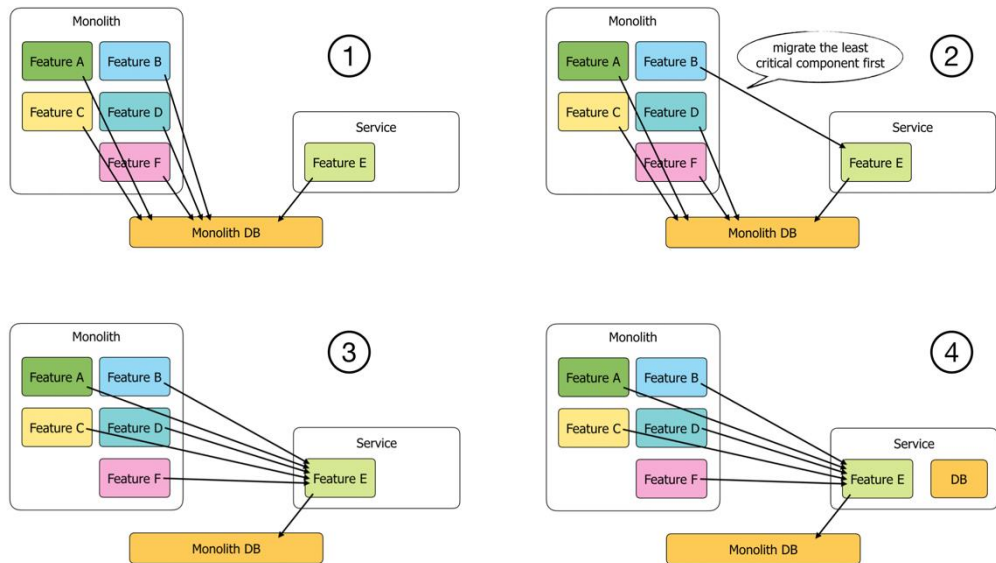 Monolith
1
Feature A
Feature B
Feature C
Feature D
Service
Feature F
Feature E
Monolith DB
Monolith
2
migrate the least
critical component first
Feature A
Feature B
Feature C
Feature D
Service
Feature F
Feature E
Monolith DB
Monolith
3
Feature A
Feature B
Feature C
Feature D
Service
Feature F
Feature E
Monolith DB
Monolith
4
Feature A
Feature B
Feature C
Feature D
Service
Feature F
Feature E
DB
Monolith DB